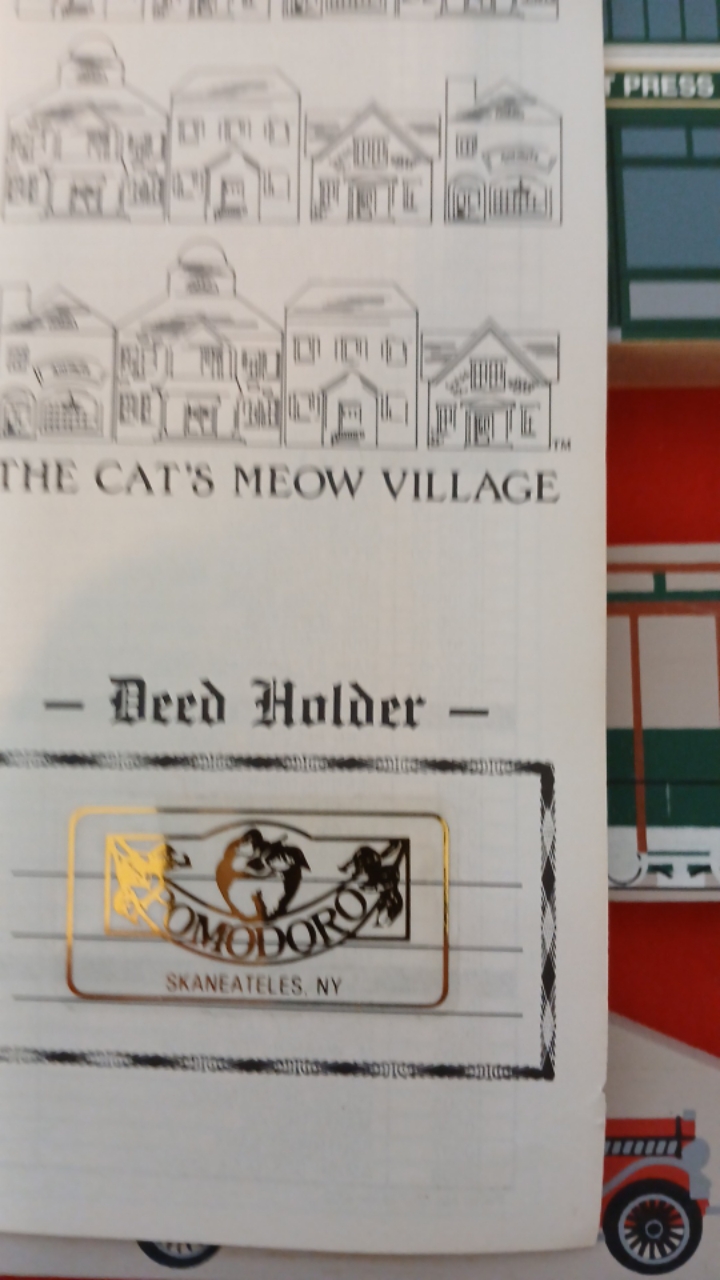 T PRESS
THE CAT'S MEOW VILLAGE
TM
— Deed Holder —
POMODORO
SKANEATELES, NY